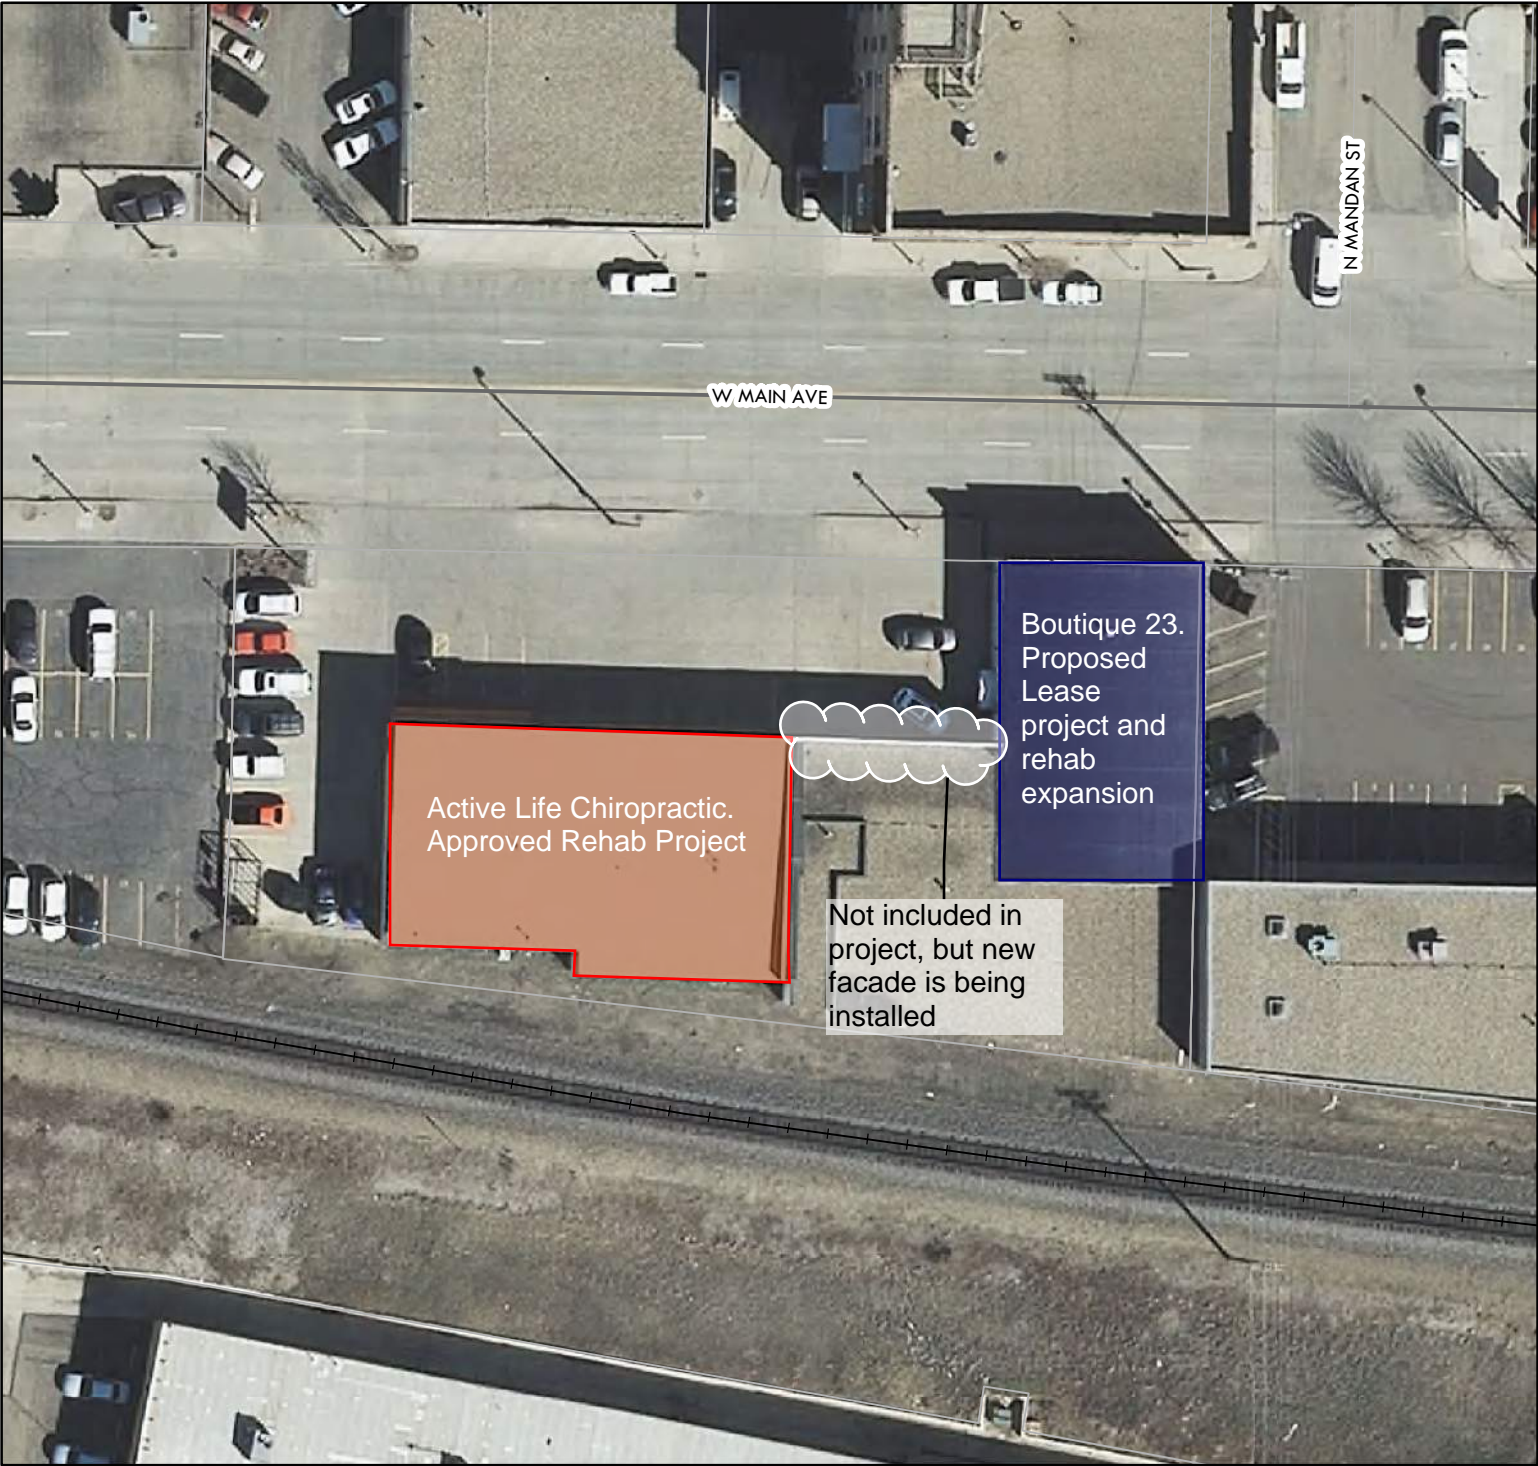 N MANDAN ST
W MAIN AVE
Boutique 23.
Proposed
Lease
project and
rehab
expansion
Active Life Chiropractic.
Approved Rehab Project
Not included in
project, but new
facade is being
installed